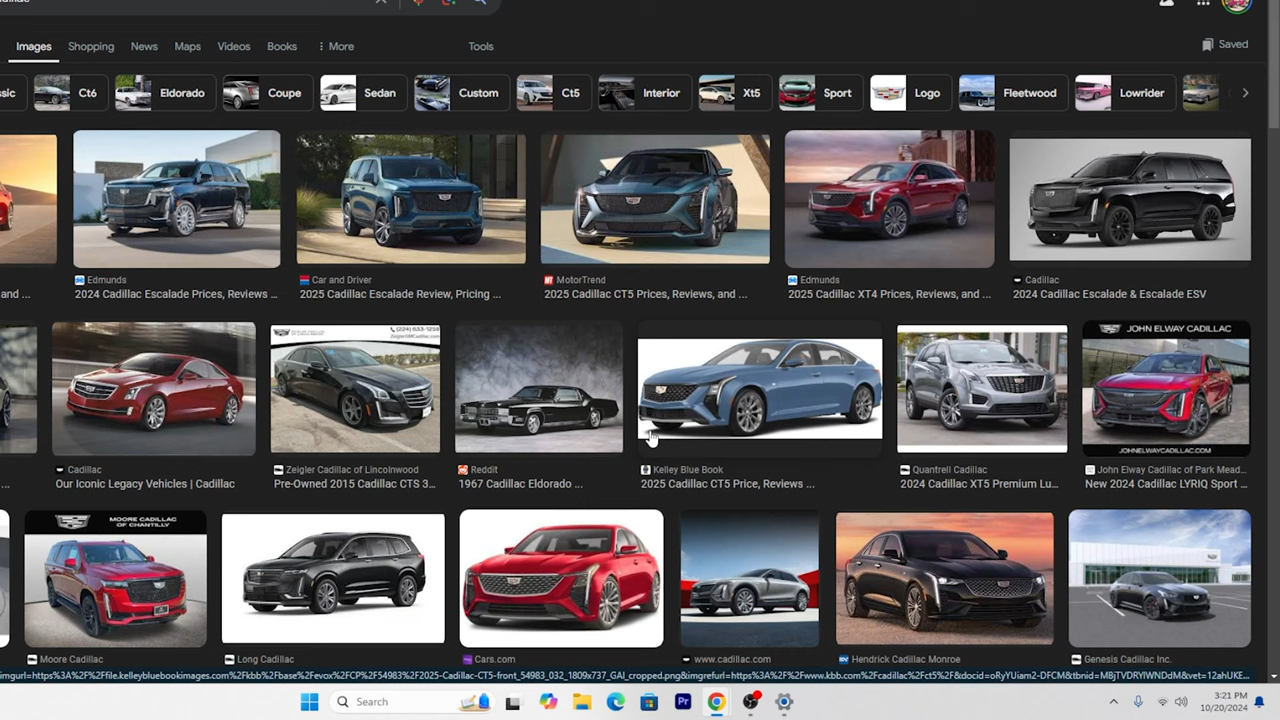 Images Shopping News Maps Videos Books More Tools Saved
Ct6 Eldorado Coupe Sedan Custom Ct5 Interior Xt5 Sport Logo Fleetwood Lowrider
Edmunds Car and Driver MotorTrend Edmunds Cadillac
and ... 2024 Cadillac Escalade Prices, Reviews ... 2025 Cadillac Escalade Review, Pricing ... 2025 Cadillac CT5 Prices, Reviews, and ... 2025 Cadillac XT4 Prices, Reviews, and ... 2024 Cadillac Escalade & Escalade ESV
JOHN ELWAY CADILLAC
JOHNELWAYCADILLAC.COM
Cadillac Zeigler Cadillac of Lincolnwood Reddit Kelley Blue Book Quantrell Cadillac John Elway Cadillac of Park Mead...
... Our Iconic Legacy Vehicles | Cadillac Pre-Owned 2015 Cadillac CTS 3... 1967 Cadillac Eldorado ... 2025 Cadillac CT5 Price, Reviews ... 2024 Cadillac XT5 Premium Lu... New 2024 Cadillac LYRIQ Sport ...
MOORE CADILLAC
OF CHANTILLY
Moore Cadillac Long Cadillac Cars.com www.cadillac.com Hendrick Cadillac Monroe Genesis Cadillac Inc.
Search
3:21 PM
10/20/2024